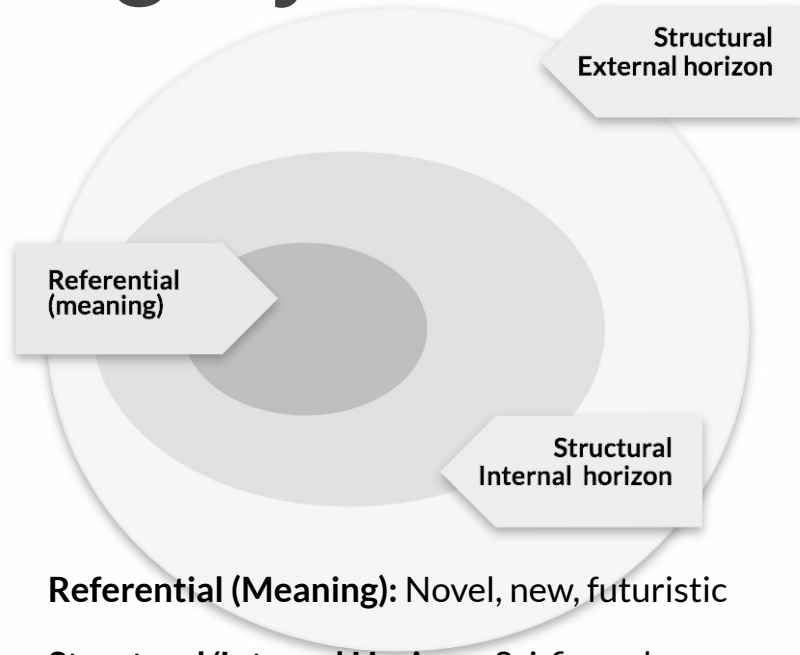 Structural
External horizon
Referential
(meaning)
Structural
Internal horizon
Referential (Meaning): Novel, new, futuristic